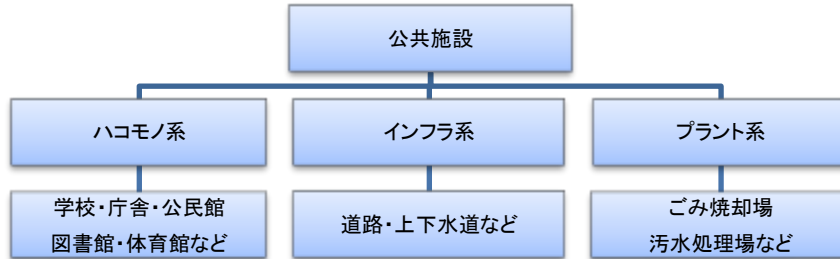 公共施設
ハコモノ系
インフラ系
プラント系
学校・庁舎・公民館
図書館・体育館など
道路・上下水道など
ごみ焼却場
汚水処理場など